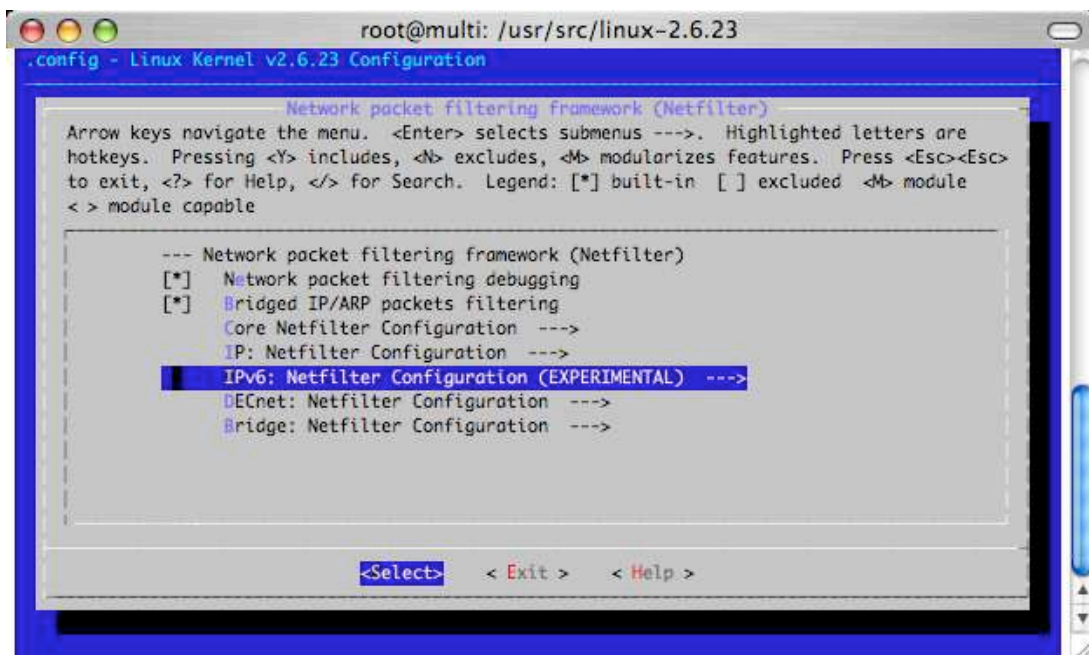 root@multi: /usr/src/linux-2.6.23
.config - Linux Kernel v2.6.23 Configuration
Network packet filtering framework (Netfilter)
Arrow keys navigate the menu.  <Enter> selects submenus --->.  Highlighted letters are
hotkeys.  Pressing <Y> includes, <N> excludes, <M> modularizes features.  Press <Esc><Esc>
to exit, <?> for Help, </> for Search.  Legend: [*] built-in  [ ] excluded  <M> module
< > module capable
--- Network packet filtering framework (Netfilter)
[*]   Network packet filtering debugging
[*]   Bridged IP/ARP packets filtering
Core Netfilter Configuration  --->
IP: Netfilter Configuration  --->
IPv6: Netfilter Configuration (EXPERIMENTAL)  --->
DECnet: Netfilter Configuration  --->
Bridge: Netfilter Configuration  --->
<Select>    < Exit >    < Help >